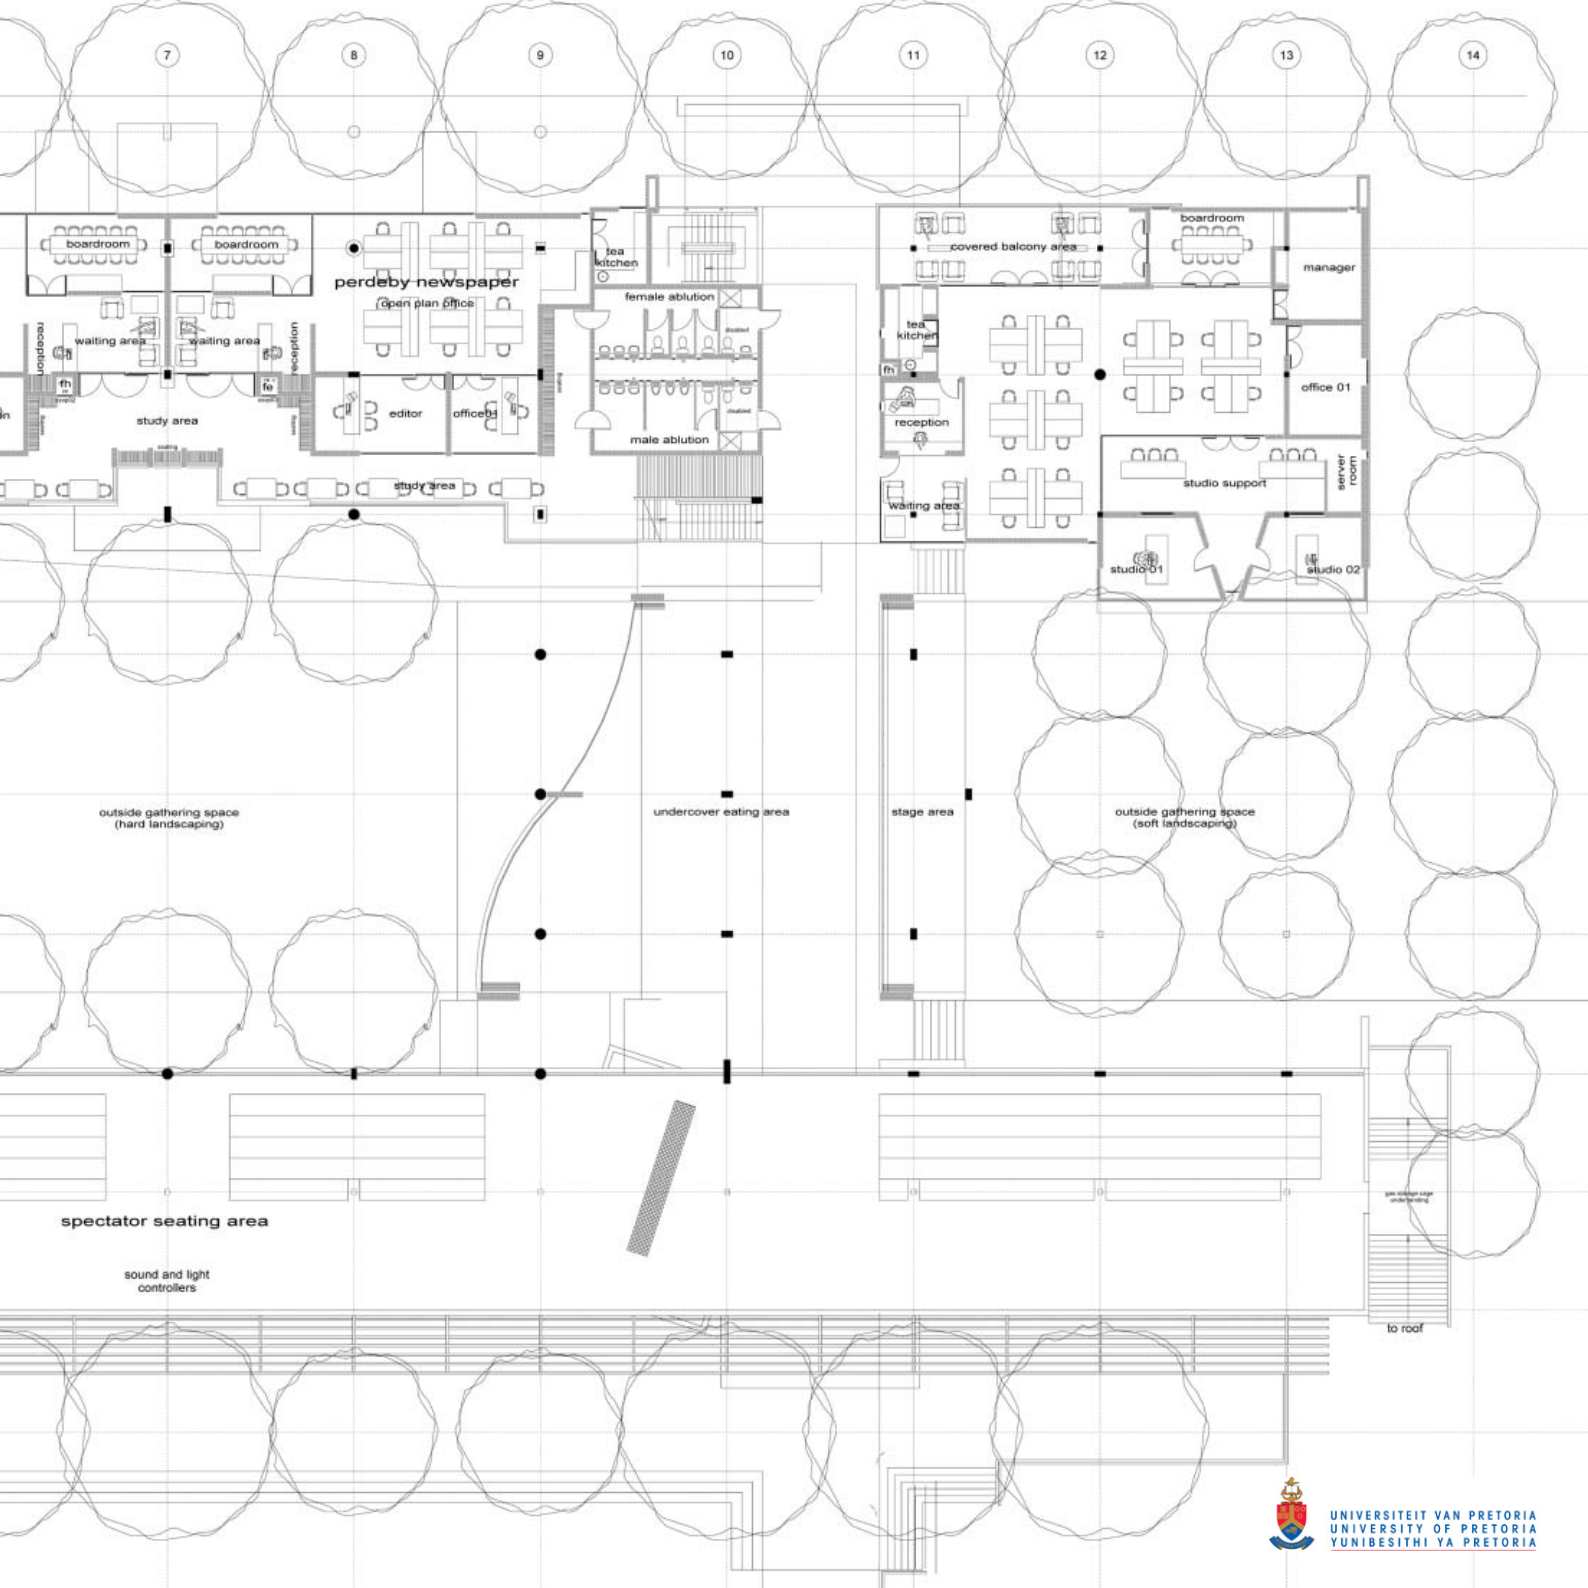 7
8
9
10
11
12
13
14
boardroom
boardroom
tea
kitchen
covered balcony area
boardroom
manager
perdeby newspaper
open plan office
female ablution
disabled
reception
waiting area
waiting area
reception
tea
kitchen
fh
fh
fe
office 01
editor
office01
study area
seating
disabled
male ablution
reception
study area
waiting area
studio support
server
room
studio 01
studio 02
outside gathering space
(hard landscaping)
undercover eating area
stage area
outside gathering space
(soft landscaping)
spectator seating area
sound and light
controllers
to roof
UNIVERSITEIT VAN PRETORIA
UNIVERSITY OF PRETORIA
YUNIBESITHI YA PRETORIA